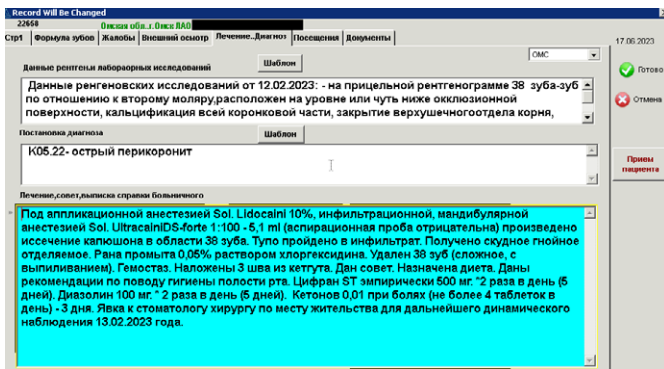 Record Will Be Changed
22658 Омская обл.,г.Омск ЛАО
Стр1 Формула зубов Жалобы Внешний осмотр Лечение..Диагноз Посещения Документы
17.06.2023
ОМС
Данные рентген.и лабораорных исследований Шаблон
Готово
Данные ренгеновских исследований от 12.02.2023: - на прицельной рентгенограмме 38 зуба-зуб
по отношению к второму моляру,расположен на уровне или чуть ниже окклюзионной
поверхности, кальцификация всей коронковой части, закрытие верхушечногоотдела корня,
Отмена
Постановка диагноза Шаблон
К05.22- острый перикоронит
Прием
пациента
Лечение,совет,выписка справки больничного
Под аппликационной анестезией Sol. Lidocaini 10%, инфильтрационной, мандибулярной
анестезией Sol. UltracainiDS-forte 1:100 - 5,1 ml (аспирационная проба отрицательна) произведено
иссечение капюшона в области 38 зуба. Тупо пройдено в инфильтрат. Получено скудное гнойное
отделяемое. Рана промыта 0,05% раствором хлоргексидина. Удален 38 зуб (сложное, с
выпиливанием). Гемостаз. Наложены 3 шва из кетгута. Дан совет. Назначена диета. Даны
рекомендации по поводу гигиены полости рта. Цифран ST эмпирически 500 мг. *2 раза в день (5
дней). Диазолин 100 мг. * 2 раза в день (5 дней). Кетонов 0,01 при болях (не более 4 таблеток в
день) - 3 дня. Явка к стоматологу хирургу по месту жительства для дальнейшего динамического
наблюдения 13.02.2023 года.